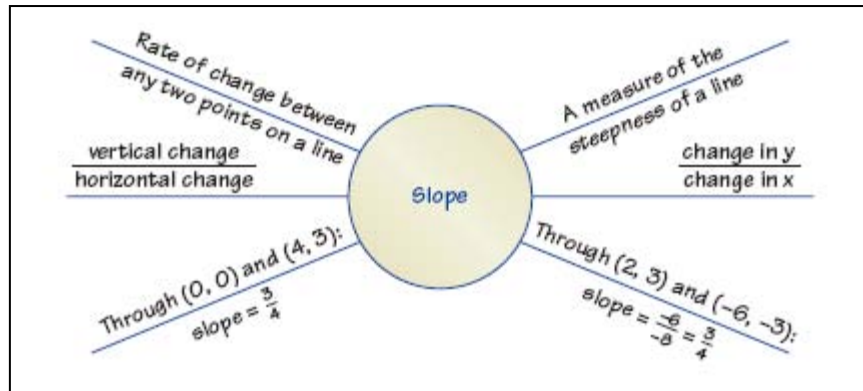 Rate of change between
any two points on a line
A measure of the
steepness of a line
vertical change
horizontal change
Slope
change in y
change in x
Through (0, 0) and (4, 3):
slope = 3/4
Through (2, 3) and (-6, -3):
slope = -6/-8 = 3/4